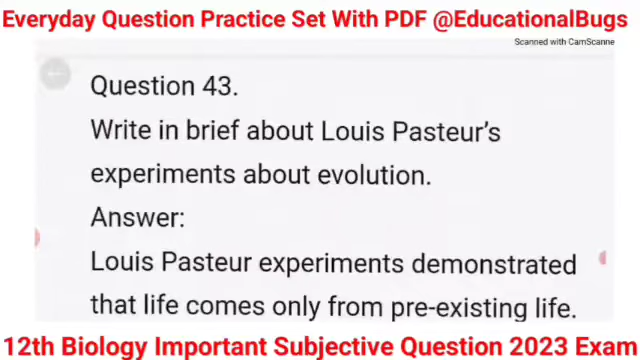 Everyday Question Practice Set With PDF @EducationalBugs
Scanned with CamScanne
Question 43.
Write in brief about Louis Pasteur's
experiments about evolution.
Answer:
Louis Pasteur experiments demonstrated
that life comes only from pre-existing life.
12th Biology Important Subjective Question 2023 Exam